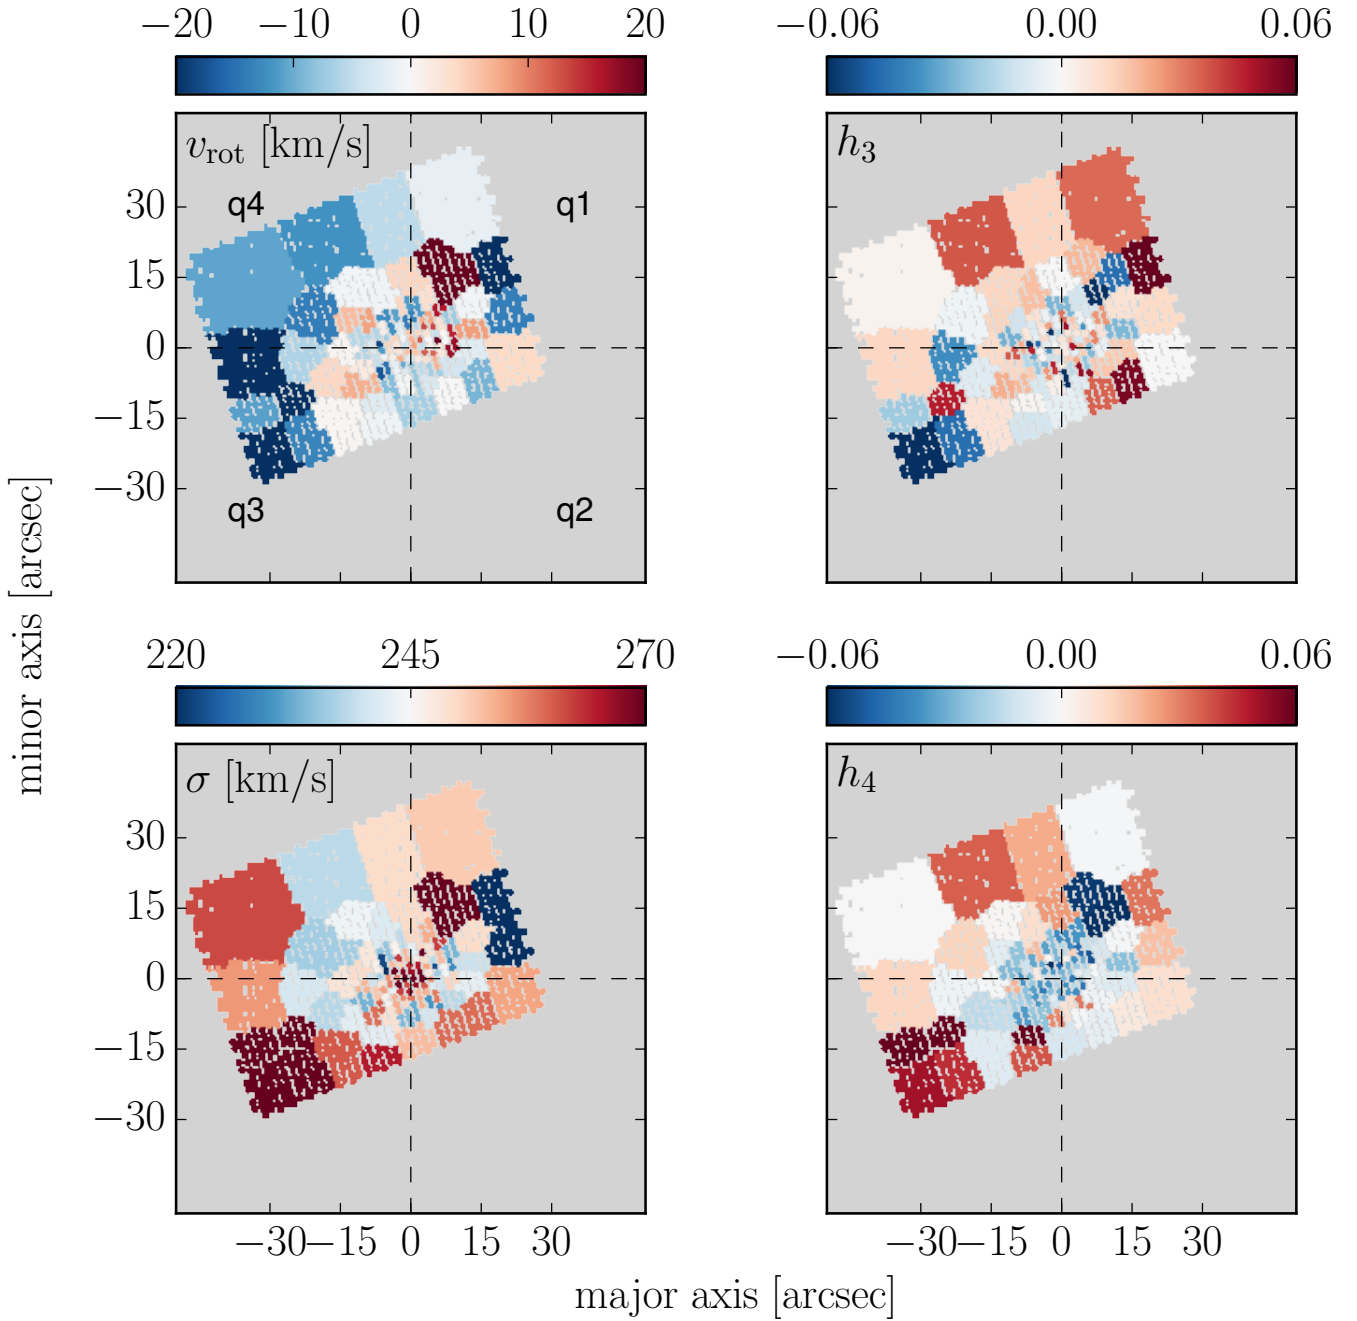 −20 −10 0 10 20
−0.06 0.00 0.06
v_rot [km/s]
h_3
q4 q1
30
15
0
−15
−30
q3 q2
minor axis [arcsec]
220 245 270
−0.06 0.00 0.06
σ [km/s]
h_4
30
15
0
−15
−30
−30 −15 0 15 30
−30 −15 0 15 30
major axis [arcsec]